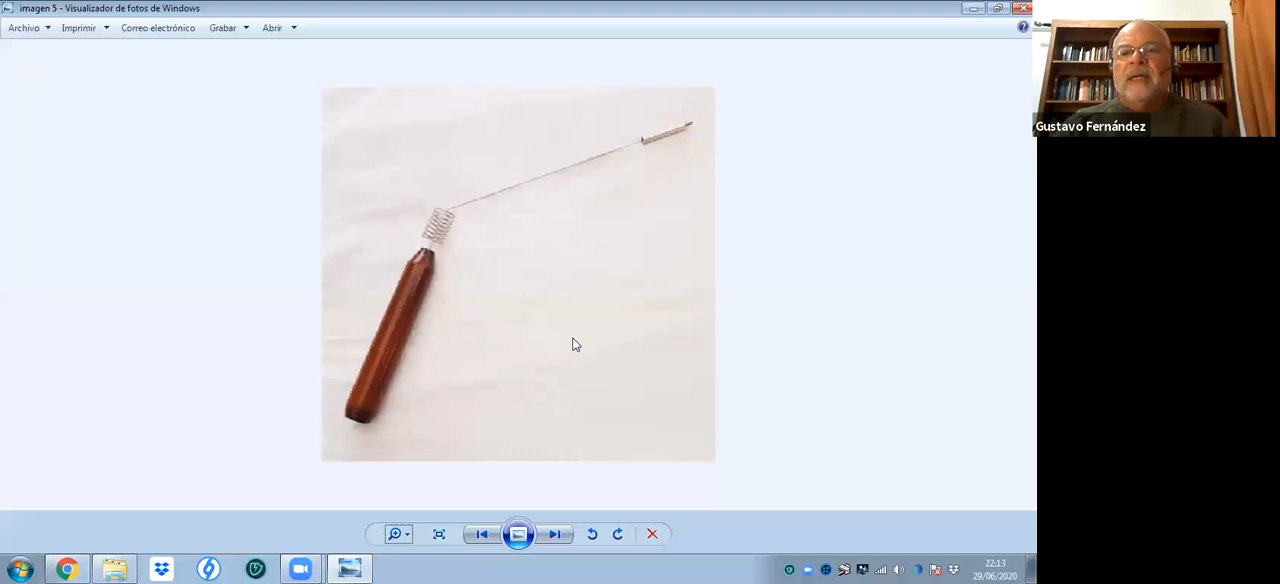 imagen 5 - Visualizador de fotos de Windows
Archivo Imprimir Correo electrónico Grabar Abrir
Gustavo Fernández
22:13
29/06/2020